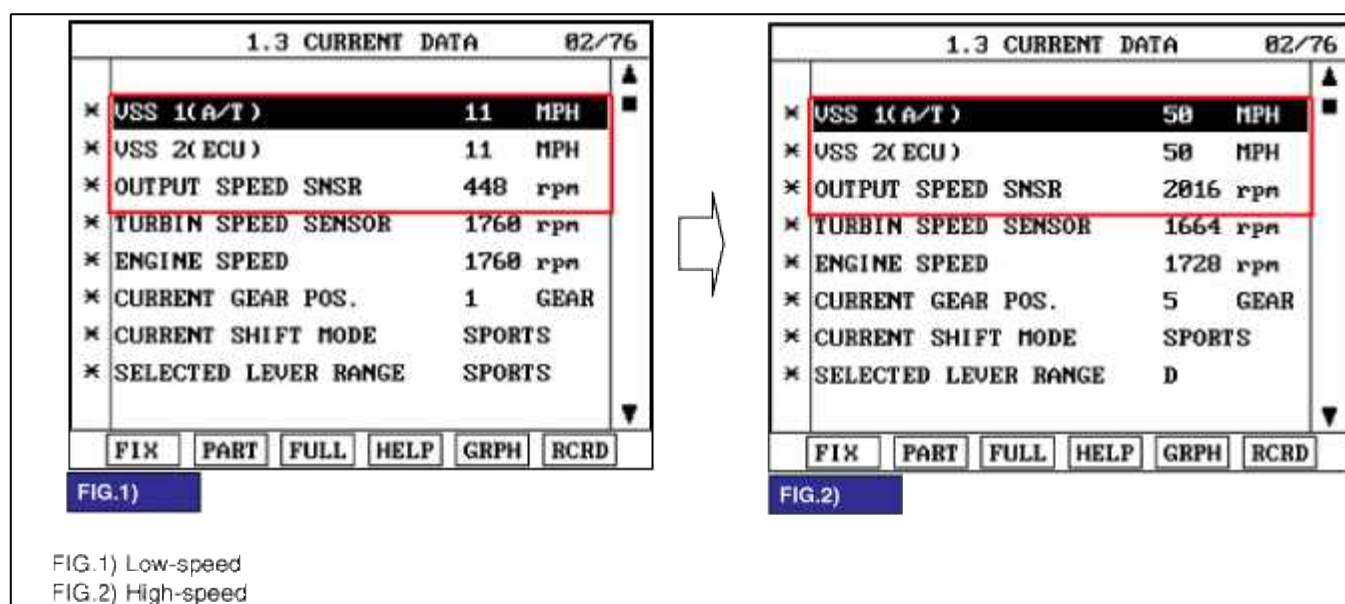 1.3 CURRENT DATA 02/76
* VSS 1(A/T) 11 MPH
* VSS 2(ECU) 11 MPH
* OUTPUT SPEED SNSR 448 rpm
* TURBIN SPEED SENSOR 1760 rpm
* ENGINE SPEED 1760 rpm
* CURRENT GEAR POS. 1 GEAR
* CURRENT SHIFT MODE SPORTS
* SELECTED LEVER RANGE SPORTS
FIX PART FULL HELP GRPH RCRD
FIG.1)
1.3 CURRENT DATA 02/76
* VSS 1(A/T) 50 MPH
* VSS 2(ECU) 50 MPH
* OUTPUT SPEED SNSR 2016 rpm
* TURBIN SPEED SENSOR 1664 rpm
* ENGINE SPEED 1728 rpm
* CURRENT GEAR POS. 5 GEAR
* CURRENT SHIFT MODE SPORTS
* SELECTED LEVER RANGE D
FIX PART FULL HELP GRPH RCRD
FIG.2)
FIG.1) Low-speed
FIG.2) High-speed